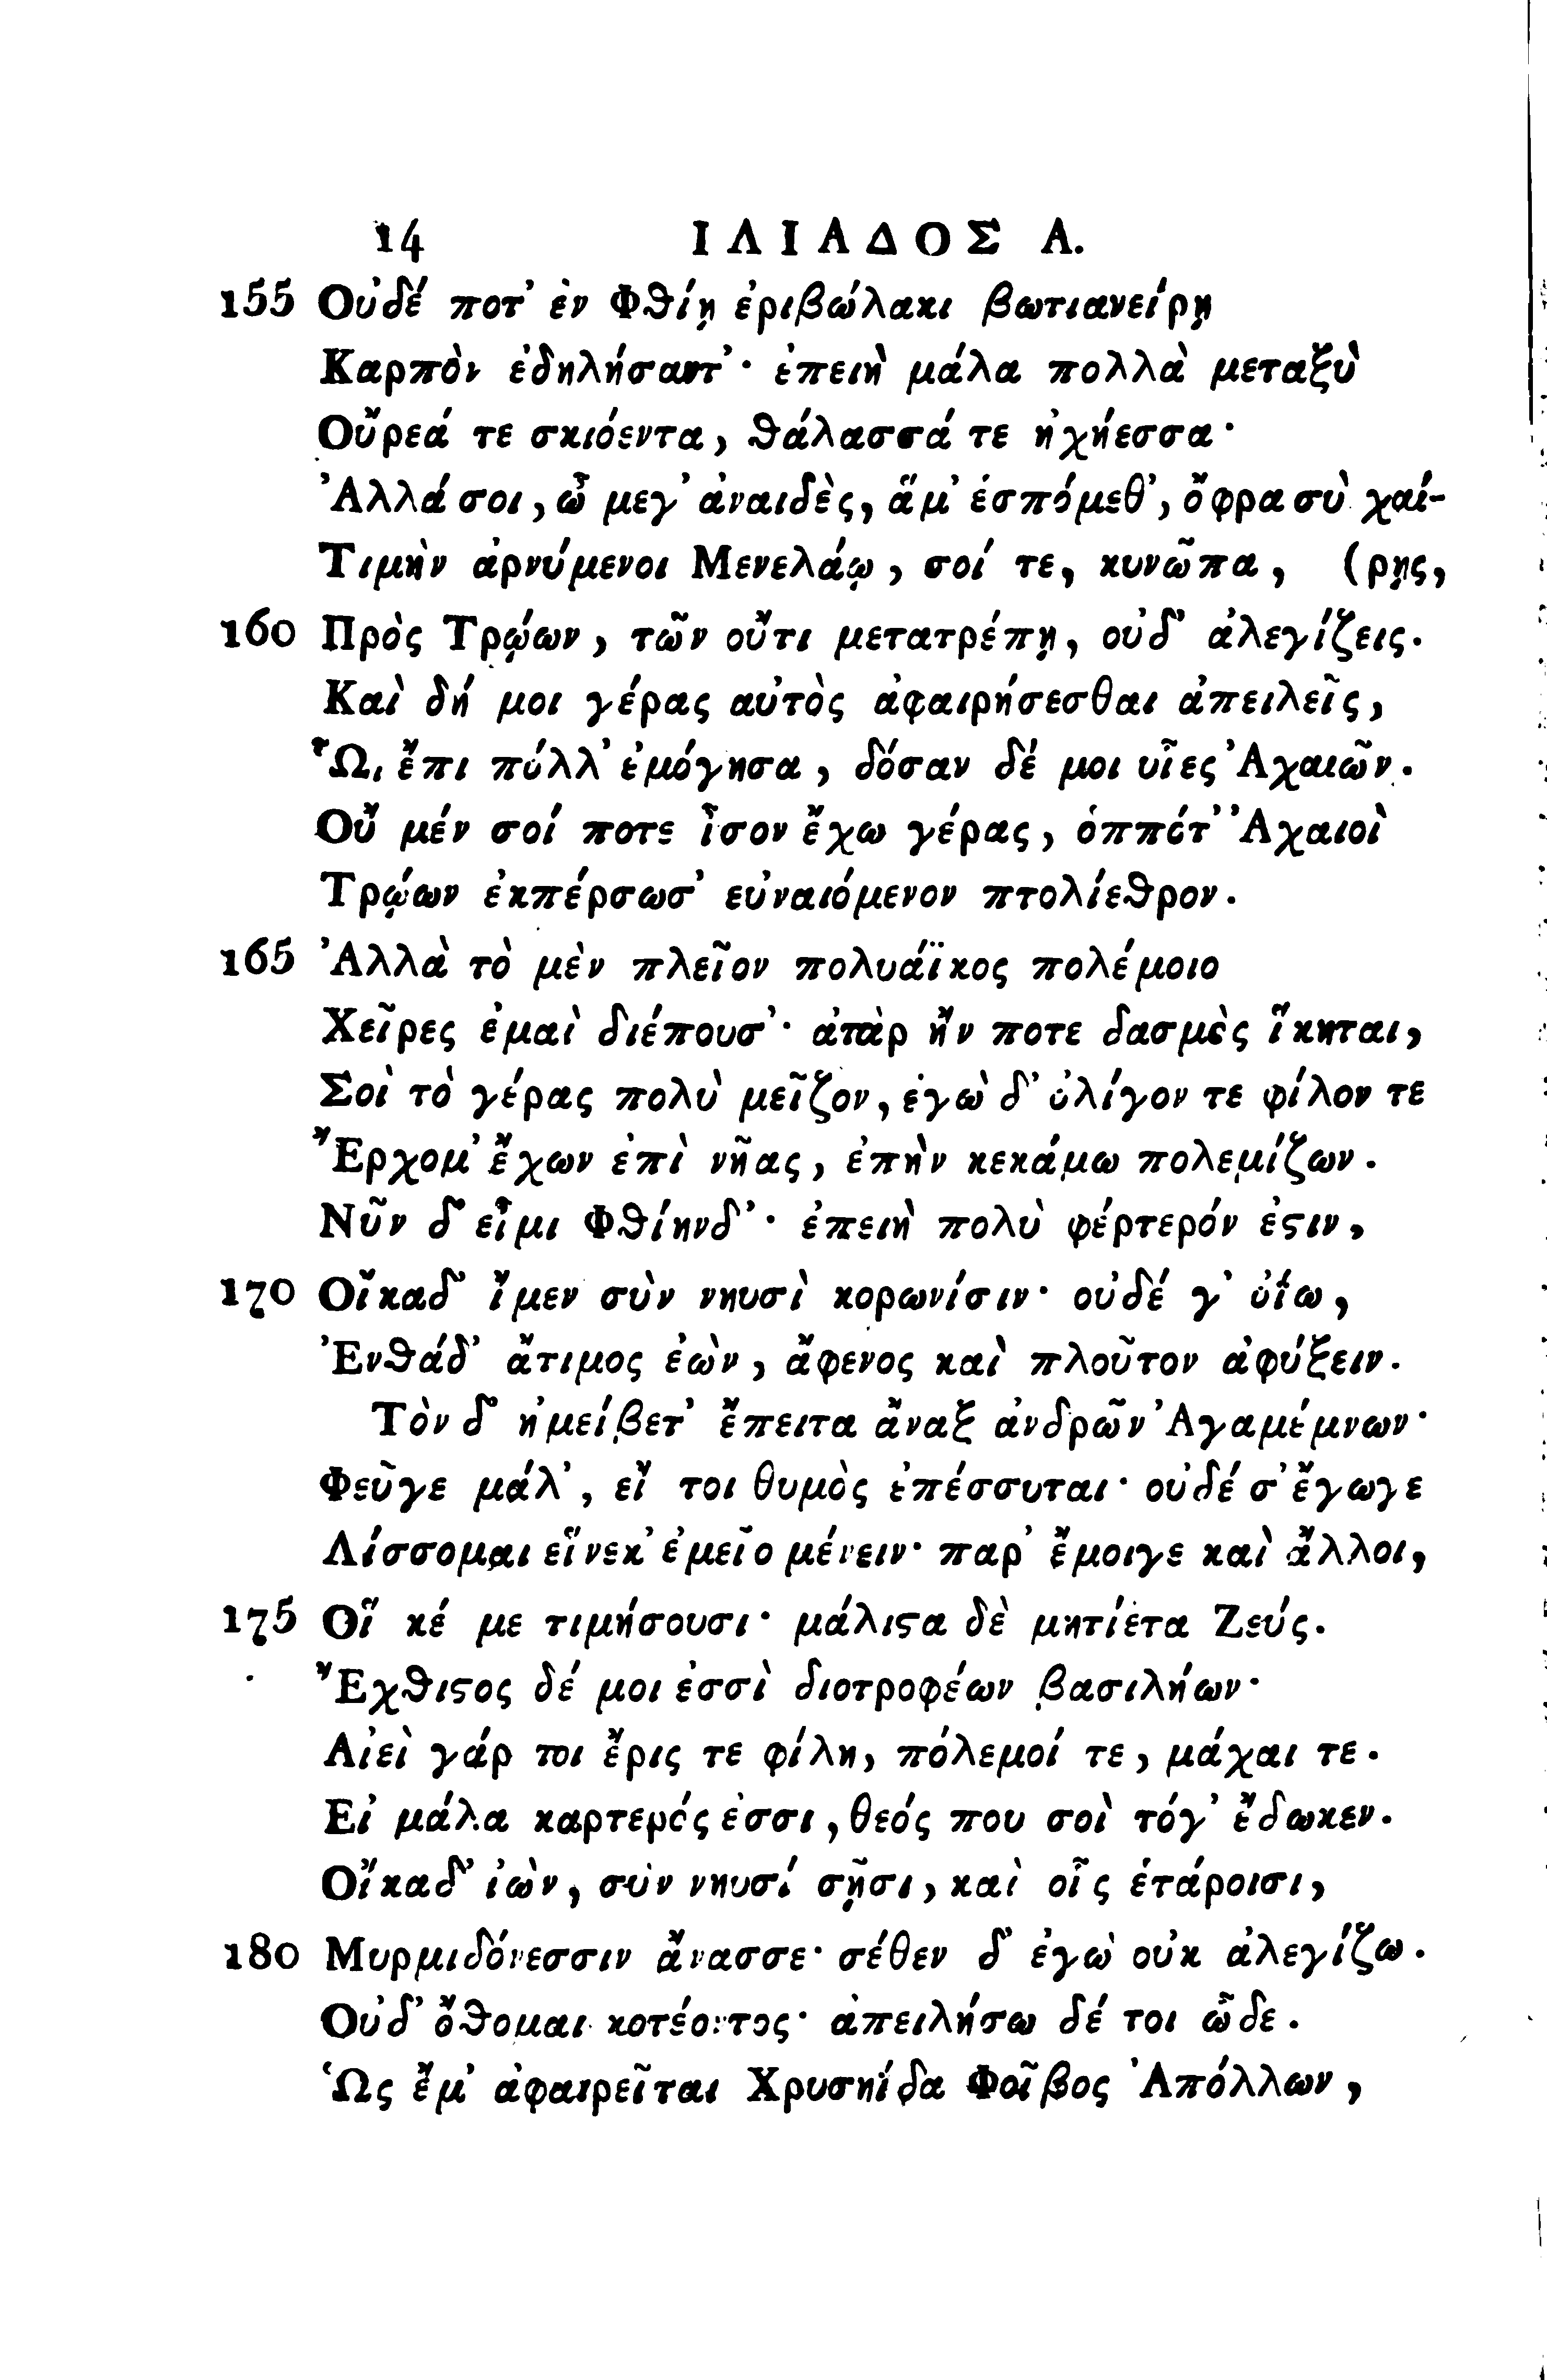 14 ΙΛΙΑΔΟΣ Α.
155 Οὐδέ ποτ᾽ ἐν Φθίῃ ἐριβώλακι βωτιανείρῃ
Καρπὸν ἐδηλήσαντ᾽· ἐπειὴ μάλα πολλὰ μεταξὺ
Οὔρεά τε σκιόεντα, θάλασσά τε ἠχήεσσα·
Ἀλλά σοι, ὦ μεγ᾽ ἀναιδὲς, ἅμ᾽ ἑσπόμεθ᾽, ὄφρα σὺ χαί-
Τιμὴν ἀρνύμενοι Μενελάῳ, σοί τε, κυνῶπα, (ρῃς,
160 Πρὸς Τρῴων, τῶν οὔτι μετατρέπῃ, οὐδ᾽ ἀλεγίζεις.
Καὶ δή μοι γέρας αὐτὸς ἀφαιρήσεσθαι ἀπειλεῖς,
Ὧι ἔπι πόλλ᾽ ἐμόγησα, δόσαν δέ μοι υἷες Ἀχαιῶν.
Οὔ μέν σοί ποτε ἶσον ἔχω γέρας, ὁππότ᾽ Ἀχαιοὶ
Τρῴων ἐκπέρσωσ᾽ εὐναιόμενον πτολίεθρον.
165 Ἀλλὰ τὸ μὲν πλεῖον πολυάϊκος πολέμοιο
Χεῖρες ἐμαὶ διέπουσ᾽· ἀτὰρ ἤν ποτε δασμὸς ἵκηται,
Σοὶ τὸ γέρας πολὺ μεῖζον, ἐγὼ δ᾽ ὀλίγον τε φίλον τε
Ἔρχομ᾽ ἔχων ἐπὶ νῆας, ἐπὴν κεκάμω πολεμίζων.
Νῦν δ᾽ εἶμι Φθίηνδ᾽· ἐπειὴ πολὺ φέρτερόν ἐϛιν,
170 Οἴκαδ᾽ ἴμεν σὺν νηυσὶ κορωνίσιν· οὐδέ γ᾽ ὀΐω,
Ἐνθάδ᾽ ἄτιμος ἐὼν, ἄφενος καὶ πλοῦτον ἀφύξειν.
Τὸν δ᾽ ἠμείβετ᾽ ἔπειτα ἄναξ ἀνδρῶν Ἀγαμέμνων·
Φεῦγε μάλ᾽, εἴ τοι θυμὸς ἐπέσσυται· οὐδέ σ᾽ ἔγωγε
Λίσσομαι εἵνεκ᾽ ἐμεῖο μένειν· παρ᾽ ἔμοιγε καὶ ἄλλοι,
175 Οἵ κέ με τιμήσουσι· μάλιϛα δὲ μητίετα Ζεύς.
Ἔχθιϛος δέ μοι ἐσσὶ διοτροφέων βασιλήων·
Αἰεὶ γάρ τοι ἔρις τε φίλη, πόλεμοί τε, μάχαι τε.
Εἰ μάλα καρτερός ἐσσι, θεός που σοὶ τόγ᾽ ἔδωκεν.
Οἴκαδ᾽ ἰὼν, σὺν νηυσί σῇσι, καὶ οἷς ἑτάροισι,
180 Μυρμιδόνεσσιν ἄνασσε· σέθεν δ᾽ ἐγὼ οὐκ ἀλεγίζω.
Οὐδ᾽ ὄθομαι κοτέοντος· ἀπειλήσω δέ τοι ὧδε.
Ὡς ἔμ᾽ ἀφαιρεῖται Χρυσηΐδα Φοῖβος Ἀπόλλων,